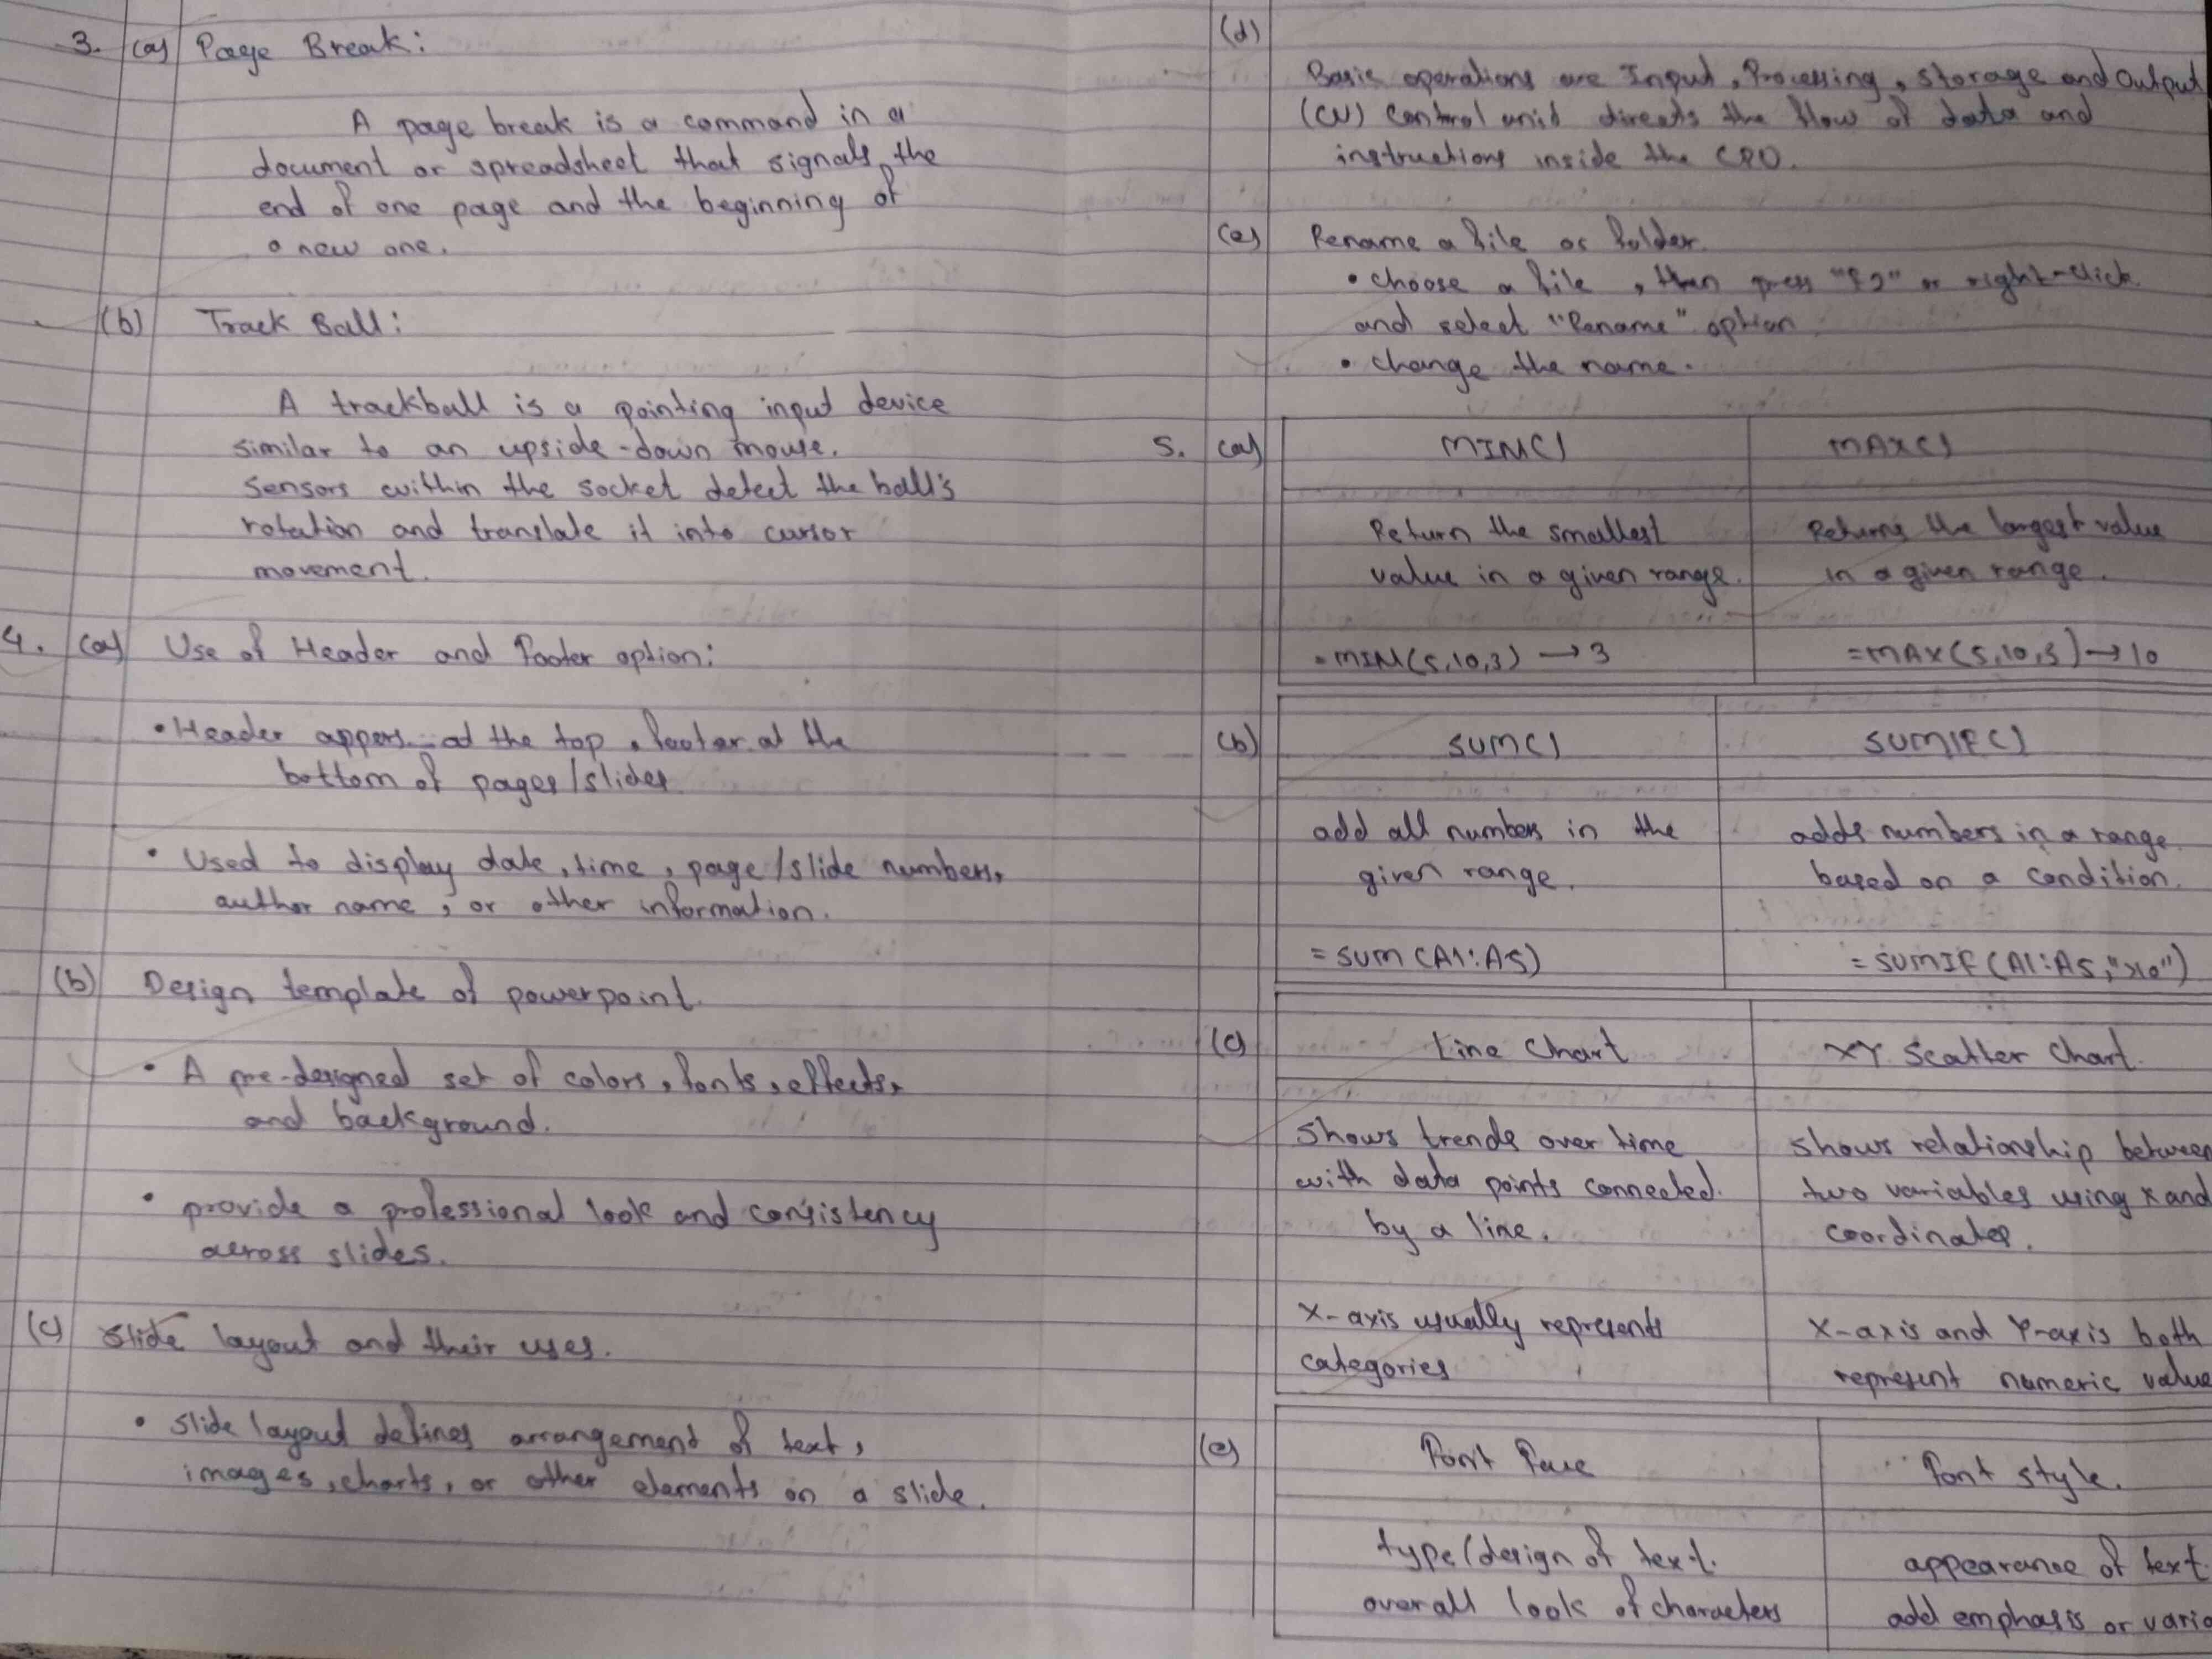 3. (a) Page Break:
A page break is a command in a
document or spreadsheet that signals the
end of one page and the beginning of
a new one.
(b) Track Ball:
A trackball is a pointing input device
similar to an upside-down mouse.
Sensors within the socket detect the ball's
rotation and translate it into cursor
movement.
4. (a) Use of Header and Footer option:
• Header appers at the top, footer at the
bottom of pages/slides
• Used to display date, time, page/slide numbers,
author name, or other information.
(b) Design template of powerpoint.
• A pre-designed set of colors, fonts, effects,
and background.
• provide a professional look and consistency
across slides.
(c) Slide layout and their uses.
• Slide layout defines arrangement of text,
images, charts, or other elements on a slide.
(d)
Basic operations are Input, Processing, storage and Output
(CU) Control unit directs the flow of data and
instructions inside the CPU.
(e) Rename a file or folder.
• choose a file, then press "F2" or right-click
and select "Rename" option
• change the name.
5. (a) MIN() MAX()
Return the smallest Returns the largest value
value in a given range. in a given range.
=MIN(5,10,3) → 3 =MAX(5,10,3) → 10
(b) SUM() SUMIF()
add all numbers in the adds numbers in a range
given range. based on a condition.
=SUM(A1:A5) =SUMIF(A1:A5,">10")
(c) Line Chart XY Scatter Chart.
Shows trends over time shows relationship between
with data points connected. two variables using x and
by a line. coordinates.
X-axis usually represents X-axis and Y-axis both
categories represent numeric value
(e) Font Face Font style.
type/design of text. appearance of text.
overall look of characters add emphasis or varia